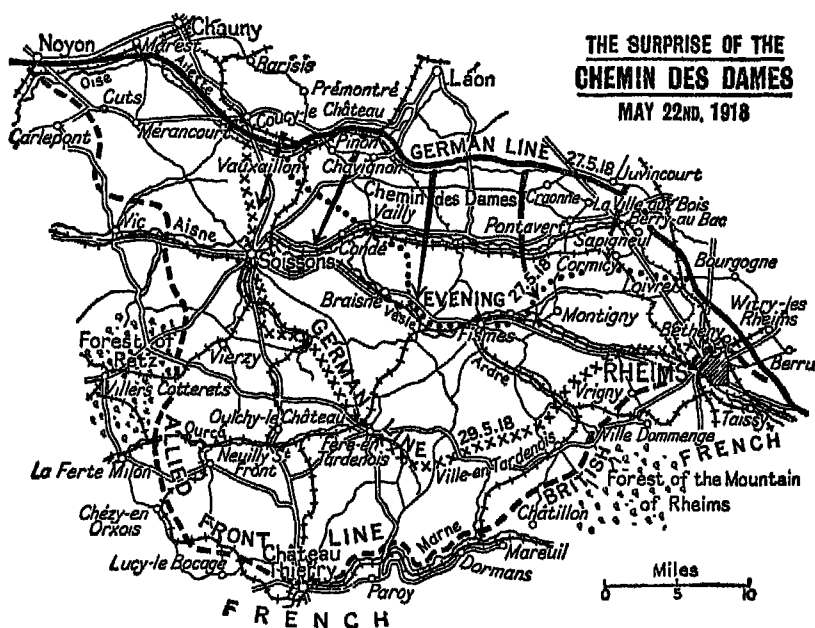 THE SURPRISE OF THE
CHEMIN DES DAMES
MAY 22ND, 1918
Chauny
Noyon
Marest
Barisis
Oise
Ailette
Prémontré
Láon
Cuts
Coucy-le Château
Carlepont
Mérancourt
Pinon
GERMAN LINE
27.5.18
Juvincourt
Vauxaillon
Chavignan
Chemin des Dames
Craonne
La Ville aux Bois
Berry-au Bac
Vailly
Pontavert
Vic
Aisne
Sapigneul
Condé
Soissons
Cormicy
Bourgogne
Loivre
Braisne
EVENING
27.5.18
Vesle
Montigny
Witry-les
Rheims
Fismes
Bétheny
Forest of
Retz
Vierzy
GERMAN
Berru
Ardre
RHEIMS
Villers Cotterets
Vrigny
Oulchy-le Château
Taissy
LINE
29.5.18
Ourcq
Fère-en
Tardenois
Ville Dommenge
ALLIED
Neuilly St
Front
Ville-en Tardenois
FRENCH
La Ferte Milon
BRITISH
Forest of the Mountain
of Rheims
Chézy-en
Orxois
FRONT
LINE
Châtillon
Marne
Château
Thierry
Mareuil
Lucy-le Bocage
Dormans
Paroy
Miles
FRENCH
0 5 10